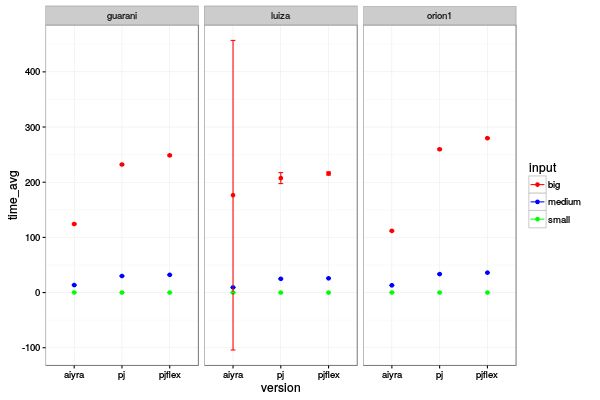 guarani luiza orion1
time_avg
400
300
200
100
0
-100
aiyra pj pjflex aiyra pj pjflex aiyra pj pjflex
version
input
big
medium
small